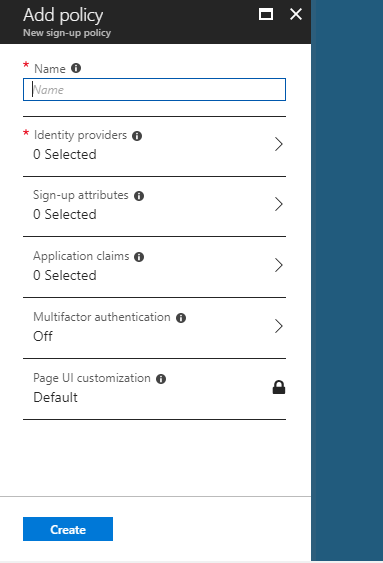 Add policy
New sign-up policy
* Name
Name
* Identity providers
0 Selected
Sign-up attributes
0 Selected
Application claims
0 Selected
Multifactor authentication
Off
Page UI customization
Default
Create